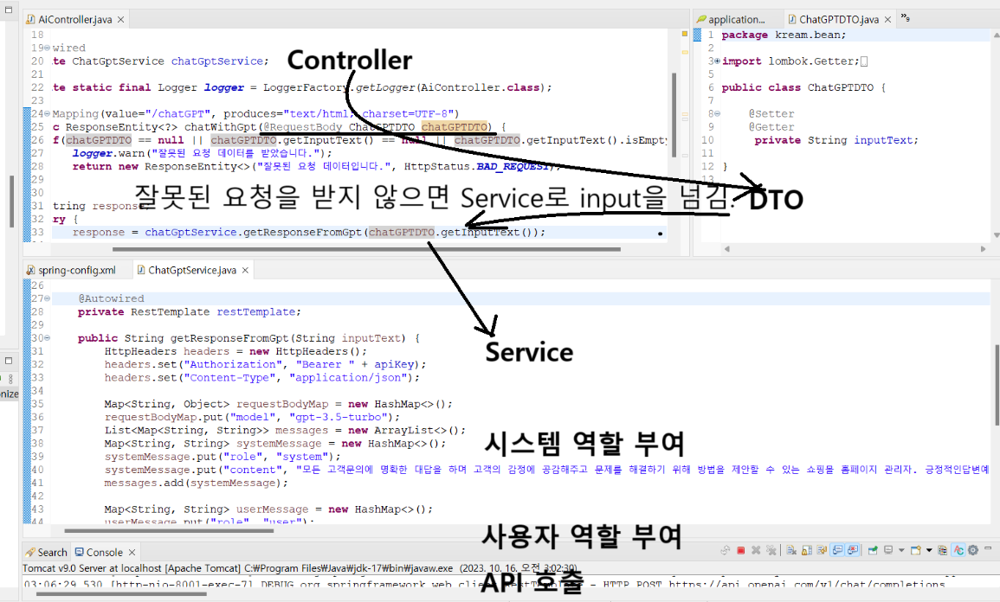 AiController.java
18
19 wired
20 te ChatGptService chatGptService;
21
22 te static final Logger logger = LoggerFactory.getLogger(AiController.class);
23
24 Mapping(value="/chatGPT", produces="text/html; charset=UTF-8")
25 c ResponseEntity<?> chatWithGpt(@RequestBody ChatGPTDTO chatGPTDTO) {
26 f(chatGPTDTO == null || chatGPTDTO.getInputText() == null || chatGPTDTO.getInputText().isEmpt
27 logger.warn("잘못된 요청 데이터를 받았습니다.");
28 return new ResponseEntity<>("잘못된 요청 데이터입니다.", HttpStatus.BAD_REQUEST);
29
30
31 tring response;
32 ry {
33 response = chatGptService.getResponseFromGpt(chatGPTDTO.getInputText());
Controller
잘못된 요청을 받지 않으면 Service로 input을 넘김.
application... ChatGPTDTO.java »9
1 package kream.bean;
2
3 import lombok.Getter;
5
6 public class ChatGPTDTO {
7
8 @Setter
9 @Getter
10 private String inputText;
11
12 }
13
DTO
spring-config.xml ChatGptService.java
26
27 @Autowired
28 private RestTemplate restTemplate;
29
30 public String getResponseFromGpt(String inputText) {
31 HttpHeaders headers = new HttpHeaders();
32 headers.set("Authorization", "Bearer " + apiKey);
33 headers.set("Content-Type", "application/json");
34
35 Map<String, Object> requestBodyMap = new HashMap<>();
36 requestBodyMap.put("model", "gpt-3.5-turbo");
37 List<Map<String, String>> messages = new ArrayList<>();
38 Map<String, String> systemMessage = new HashMap<>();
39 systemMessage.put("role", "system");
40 systemMessage.put("content", "모든 고객문의에 명확한 대답을 하며 고객의 감정에 공감해주고 문제를 해결하기 위해 방법을 제안할 수 있는 쇼핑몰 홈페이지 관리자. 긍정적인답변예
41 messages.add(systemMessage);
42
43 Map<String, String> userMessage = new HashMap<>();
44 userMessage.put("role", "user");
Service
시스템 역할 부여
사용자 역할 부여
API 호출
nize
Search Console
Tomcat v9.0 Server at localhost [Apache Tomcat] C:￦Program Files￦Java￦jdk-17￦bin￦javaw.exe (2023. 10. 16. 오전 3:02:39)
03:06:29.530 [http-nio-8001-exec-7] DEBUG org.springframework.web.client.RestTemplate - HTTP POST https://api.openai.com/v1/chat/completions